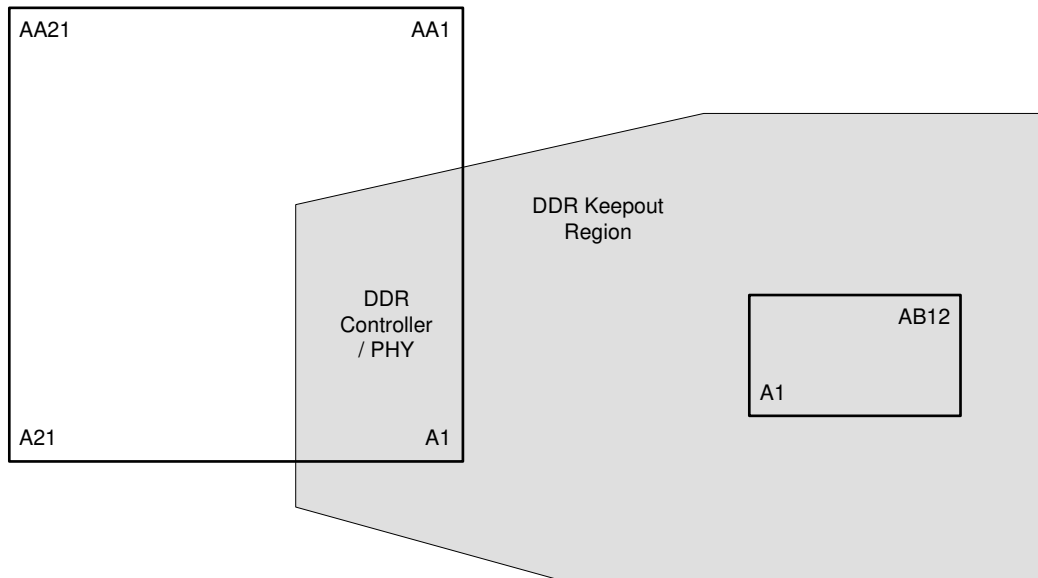 AA21
AA1
DDR Keepout
Region
DDR
Controller
/ PHY
AB12
A1
A21
A1